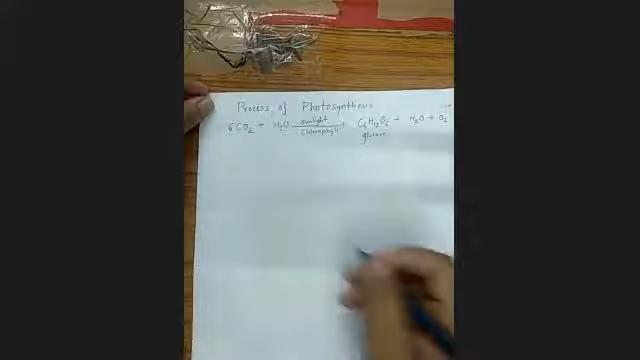 Process of Photosynthesis
6CO2 + H2O sunlight Chlorophyll → C6H12O6 + H2O + O2
glucose